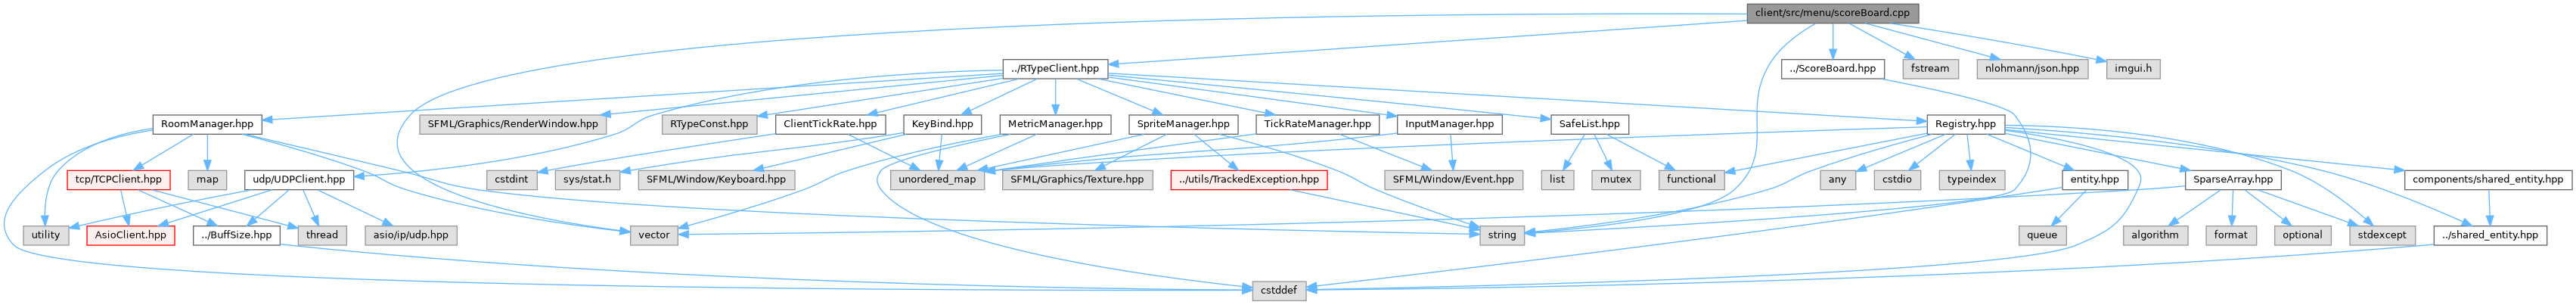 client/src/menu/scoreBoard.cpp
../RTypeClient.hpp
../ScoreBoard.hpp
fstream
nlohmann/json.hpp
imgui.h
RoomManager.hpp
SFML/Graphics/RenderWindow.hpp
RTypeConst.hpp
ClientTickRate.hpp
KeyBind.hpp
MetricManager.hpp
SpriteManager.hpp
TickRateManager.hpp
InputManager.hpp
SafeList.hpp
Registry.hpp
tcp/TCPClient.hpp
map
udp/UDPClient.hpp
cstdint
sys/stat.h
SFML/Window/Keyboard.hpp
unordered_map
SFML/Graphics/Texture.hpp
../utils/TrackedException.hpp
SFML/Window/Event.hpp
list
mutex
functional
any
cstdio
typeindex
entity.hpp
SparseArray.hpp
components/shared_entity.hpp
utility
AsioClient.hpp
../BuffSize.hpp
thread
asio/ip/udp.hpp
vector
string
queue
algorithm
format
optional
stdexcept
../shared_entity.hpp
cstddef